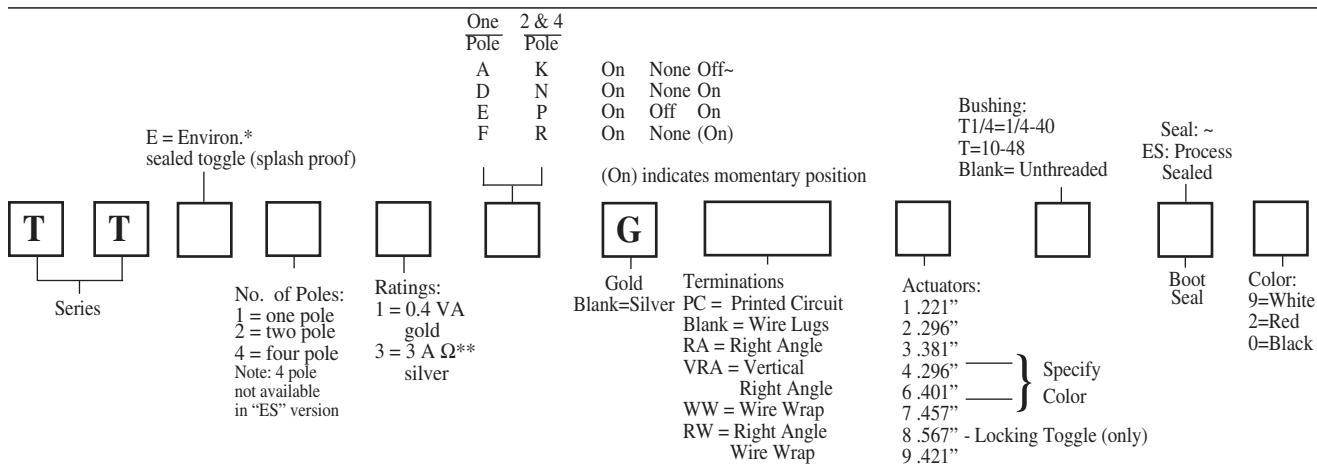 One 2 & 4
Pole Pole
A K On None Off~
D N On None On
E P On Off On
F R On None (On)
(On) indicates momentary position
E = Environ.*
sealed toggle (splash proof)
Bushing:
T1/4=1/4-40
T=10-48
Blank= Unthreaded
Seal: ~
ES: Process
Sealed
T T G
Series
No. of Poles:
1 = one pole
2 = two pole
4 = four pole
Note: 4 pole
not available
in “ES” version
Ratings:
1 = 0.4 VA
gold
3 = 3 A Ω**
silver
Gold
Blank=Silver
Terminations
PC = Printed Circuit
Blank = Wire Lugs
RA = Right Angle
VRA = Vertical
Right Angle
WW = Wire Wrap
RW = Right Angle
Wire Wrap
Actuators:
1 .221”
2 .296”
3 .381”
4 .296”
6 .401”
7 .457”
8 .567” - Locking Toggle (only)
9 .421”
Specify
Color
Boot
Seal
Color:
9=White
2=Red
0=Black